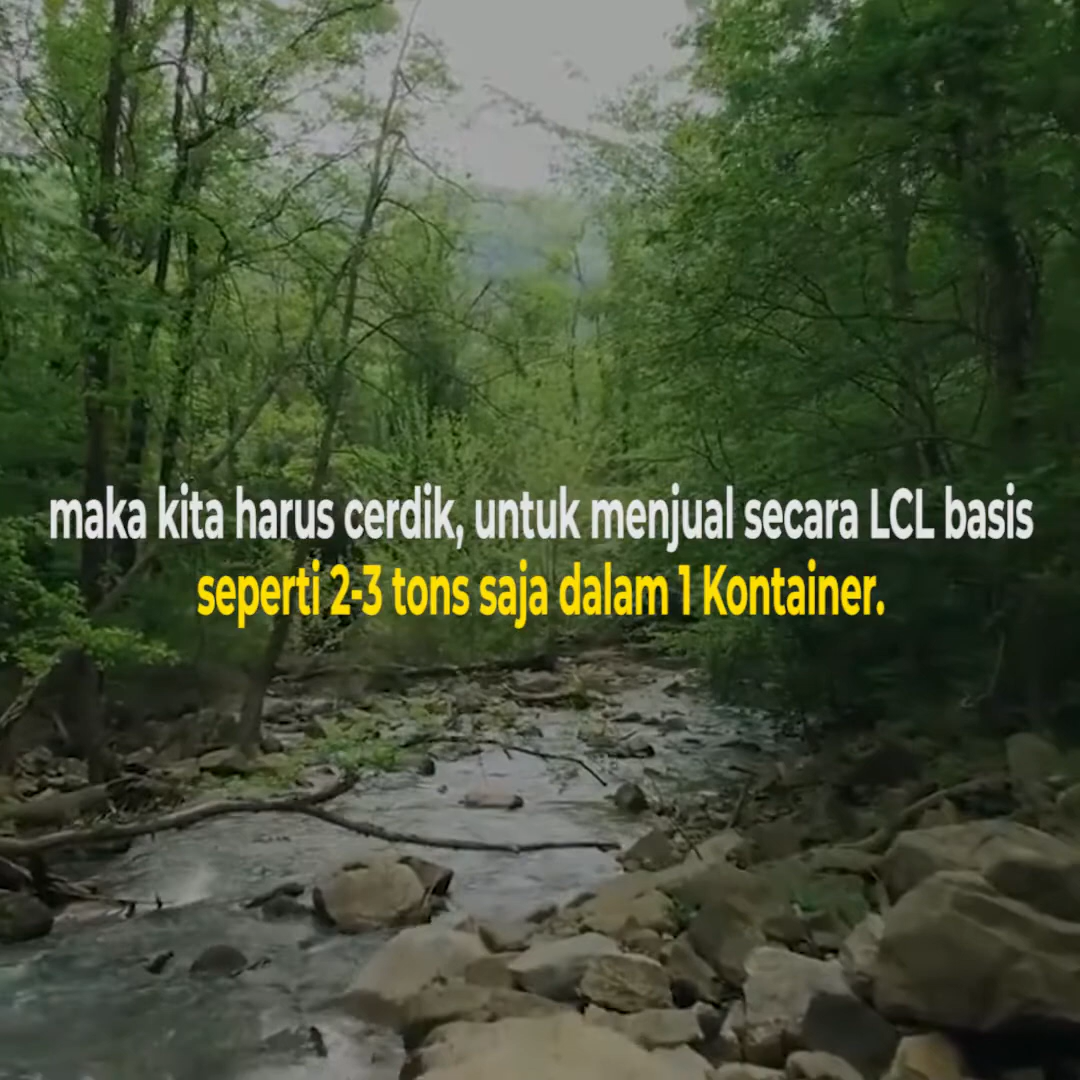 maka kita harus cerdik, untuk menjual secara LCL basis
seperti 2-3 tons saja dalam 1 Kontainer.